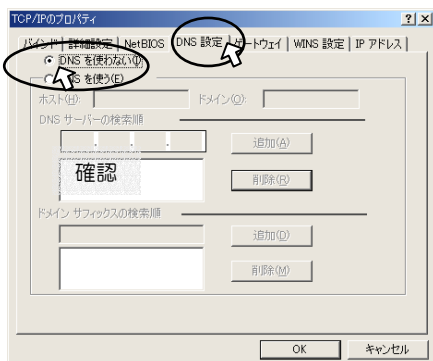 TCP/IPのプロパティ
バインド 詳細設定 NetBIOS DNS 設定 ゲートウェイ WINS 設定 IP アドレス
DNS を使わない(I)
DNS を使う(E)
ホスト(H): ドメイン(O):
DNS サーバーの検索順
追加(A)
確認
削除(R)
ドメイン サフィックスの検索順
追加(D)
削除(M)
OK キャンセル